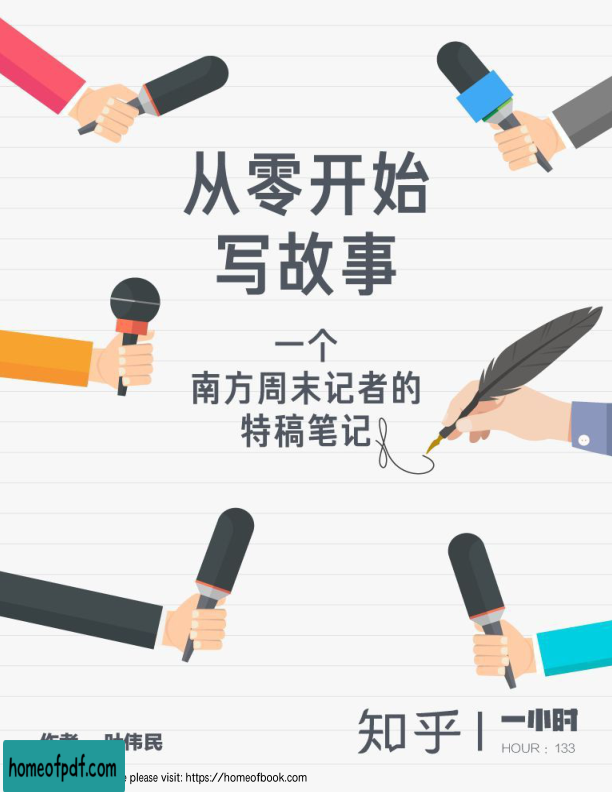 从零开始
写故事
一个
南方周末记者的
特稿笔记
作者 叶伟民
知乎 一小时
HOUR : 133
homeofpdf.com
please visit: https://homeofbook.com